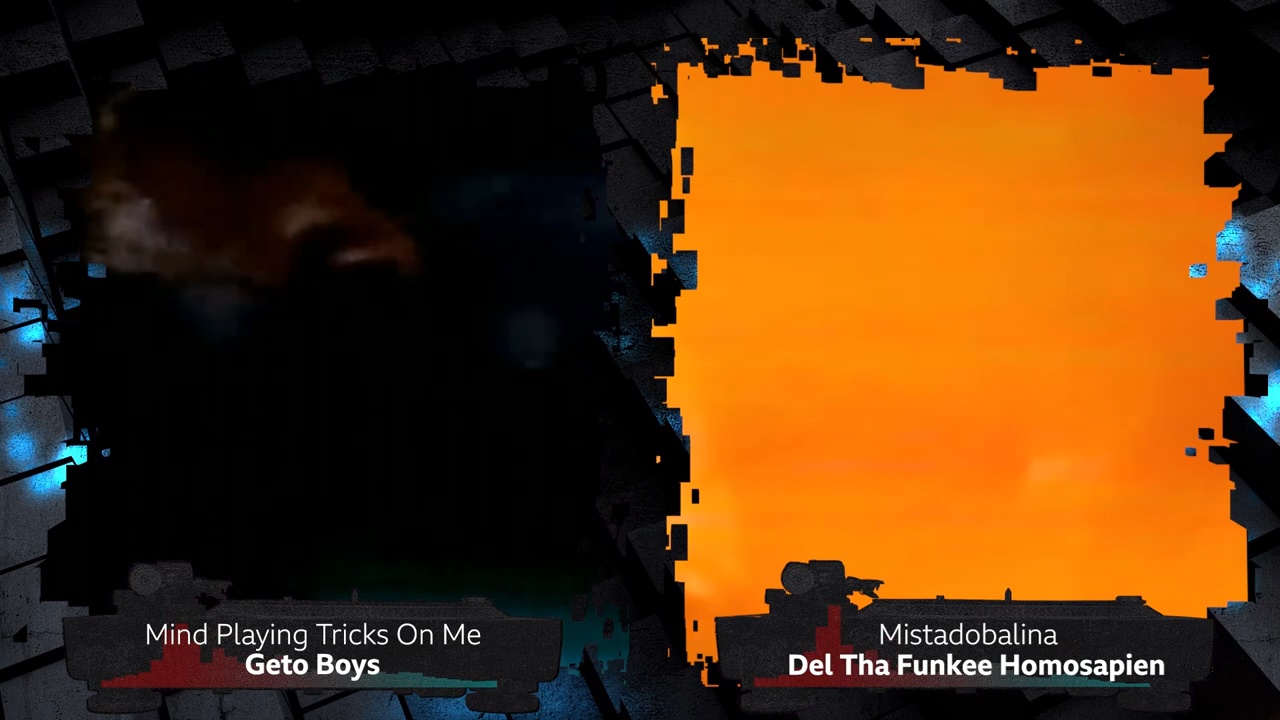 Mind Playing Tricks On Me
Geto Boys
Mistadobalina
Del Tha Funkee Homosapien